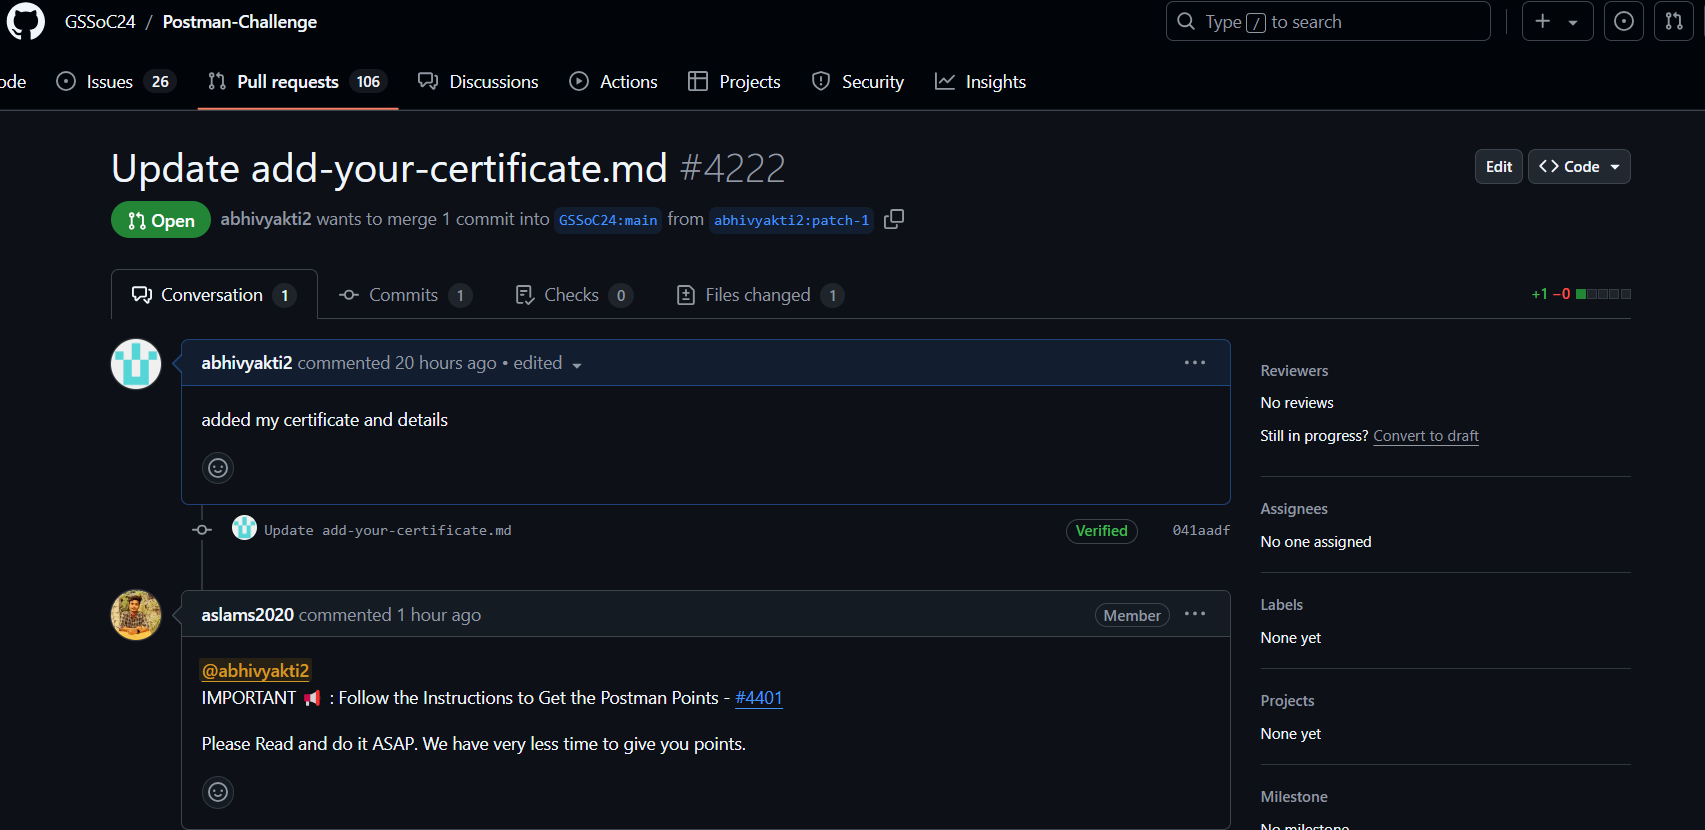 GSSoC24 / Postman-Challenge
Type / to search
ode
Issues 26
Pull requests 106
Discussions
Actions
Projects
Security
Insights
Update add-your-certificate.md #4222
Edit
<> Code
Open
abhivyakti2 wants to merge 1 commit into GSSoC24:main from abhivyakti2:patch-1
Conversation 1
Commits 1
Checks 0
Files changed 1
+1 −0
abhivyakti2 commented 20 hours ago • edited
added my certificate and details
Update add-your-certificate.md
Verified
041aadf
aslams2020 commented 1 hour ago
Member
@abhivyakti2
IMPORTANT 📢 : Follow the Instructions to Get the Postman Points - #4401
Please Read and do it ASAP. We have very less time to give you points.
Reviewers
No reviews
Still in progress? Convert to draft
Assignees
No one assigned
Labels
None yet
Projects
None yet
Milestone
No milestone